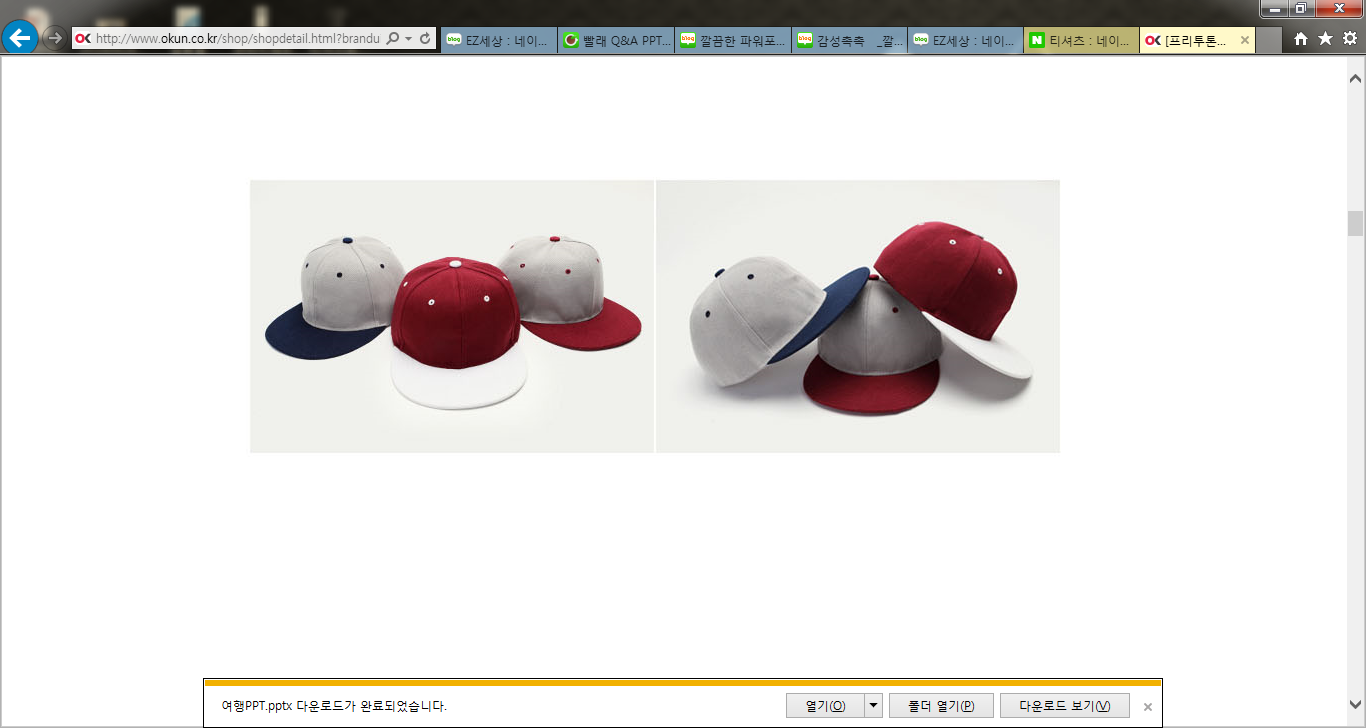 http://www.okun.co.kr/shop/shopdetail.html?brandu
EZ세상 : 네이...
빨래 Q&A PPT...
깔끔한 파워포...
감성촉촉 _깔...
EZ세상 : 네이...
티셔츠 : 네이...
[프리투톤...
여행PPT.pptx 다운로드가 완료되었습니다.
열기(O)
폴더 열기(P)
다운로드 보기(V)